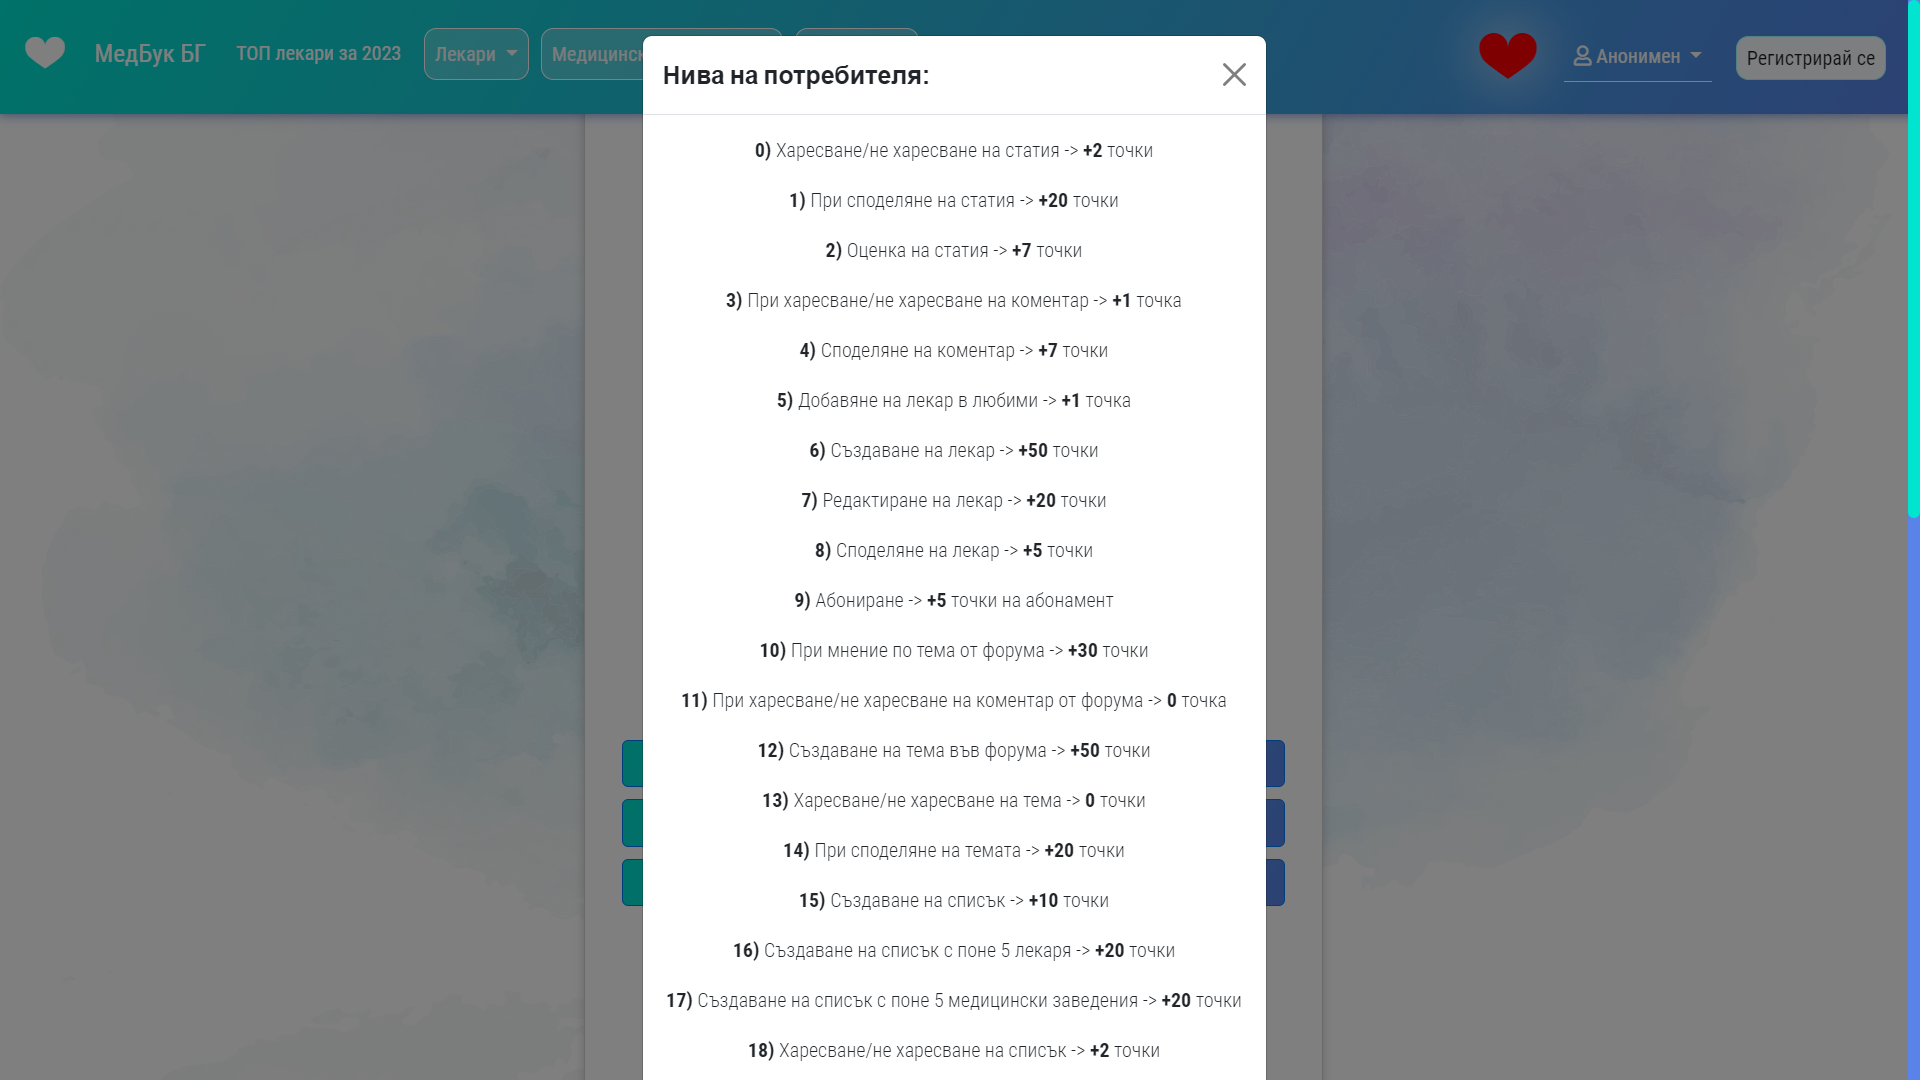 МедБук БГ
ТОП лекари за 2023
Лекари
Медицинск
Анонимен
Регистрирай се
Нива на потребителя:
0) Харесване/не харесване на статия -> +2 точки
1) При споделяне на статия -> +20 точки
2) Оценка на статия -> +7 точки
3) При харесване/не харесване на коментар -> +1 точка
4) Споделяне на коментар -> +7 точки
5) Добавяне на лекар в любими -> +1 точка
6) Създаване на лекар -> +50 точки
7) Редактиране на лекар -> +20 точки
8) Споделяне на лекар -> +5 точки
9) Абониране -> +5 точки на абонамент
10) При мнение по тема от форума -> +30 точки
11) При харесване/не харесване на коментар от форума -> 0 точка
12) Създаване на тема във форума -> +50 точки
13) Харесване/не харесване на тема -> 0 точки
14) При споделяне на темата -> +20 точки
15) Създаване на списък -> +10 точки
16) Създаване на списък с поне 5 лекаря -> +20 точки
17) Създаване на списък с поне 5 медицински заведения -> +20 точки
18) Харесване/не харесване на списък -> +2 точки